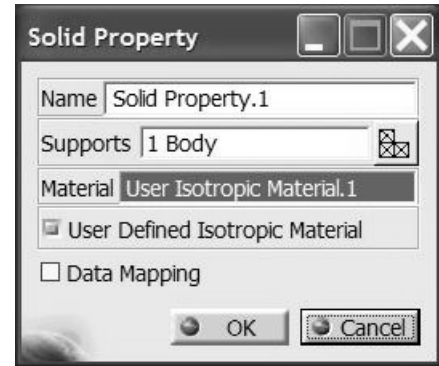 Solid Property
Name Solid Property.1
Supports 1 Body
Material User Isotropic Material.1
User Defined Isotropic Material
Data Mapping
OK Cancel